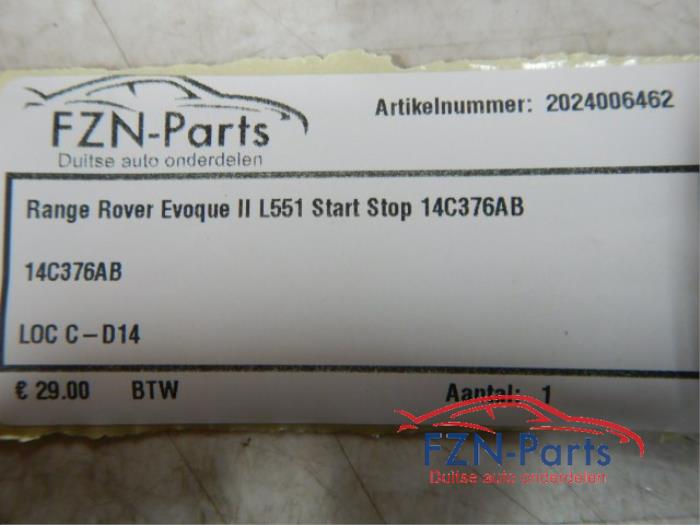 FZN-Parts
Duitse auto onderdelen
Artikelnummer: 2024006462
Range Rover Evoque II L551 Start Stop 14C376AB
14C376AB
LOC C-D14
€ 29.00 BTW Aantal: 1
FZN-Parts
Duitse auto onderdelen